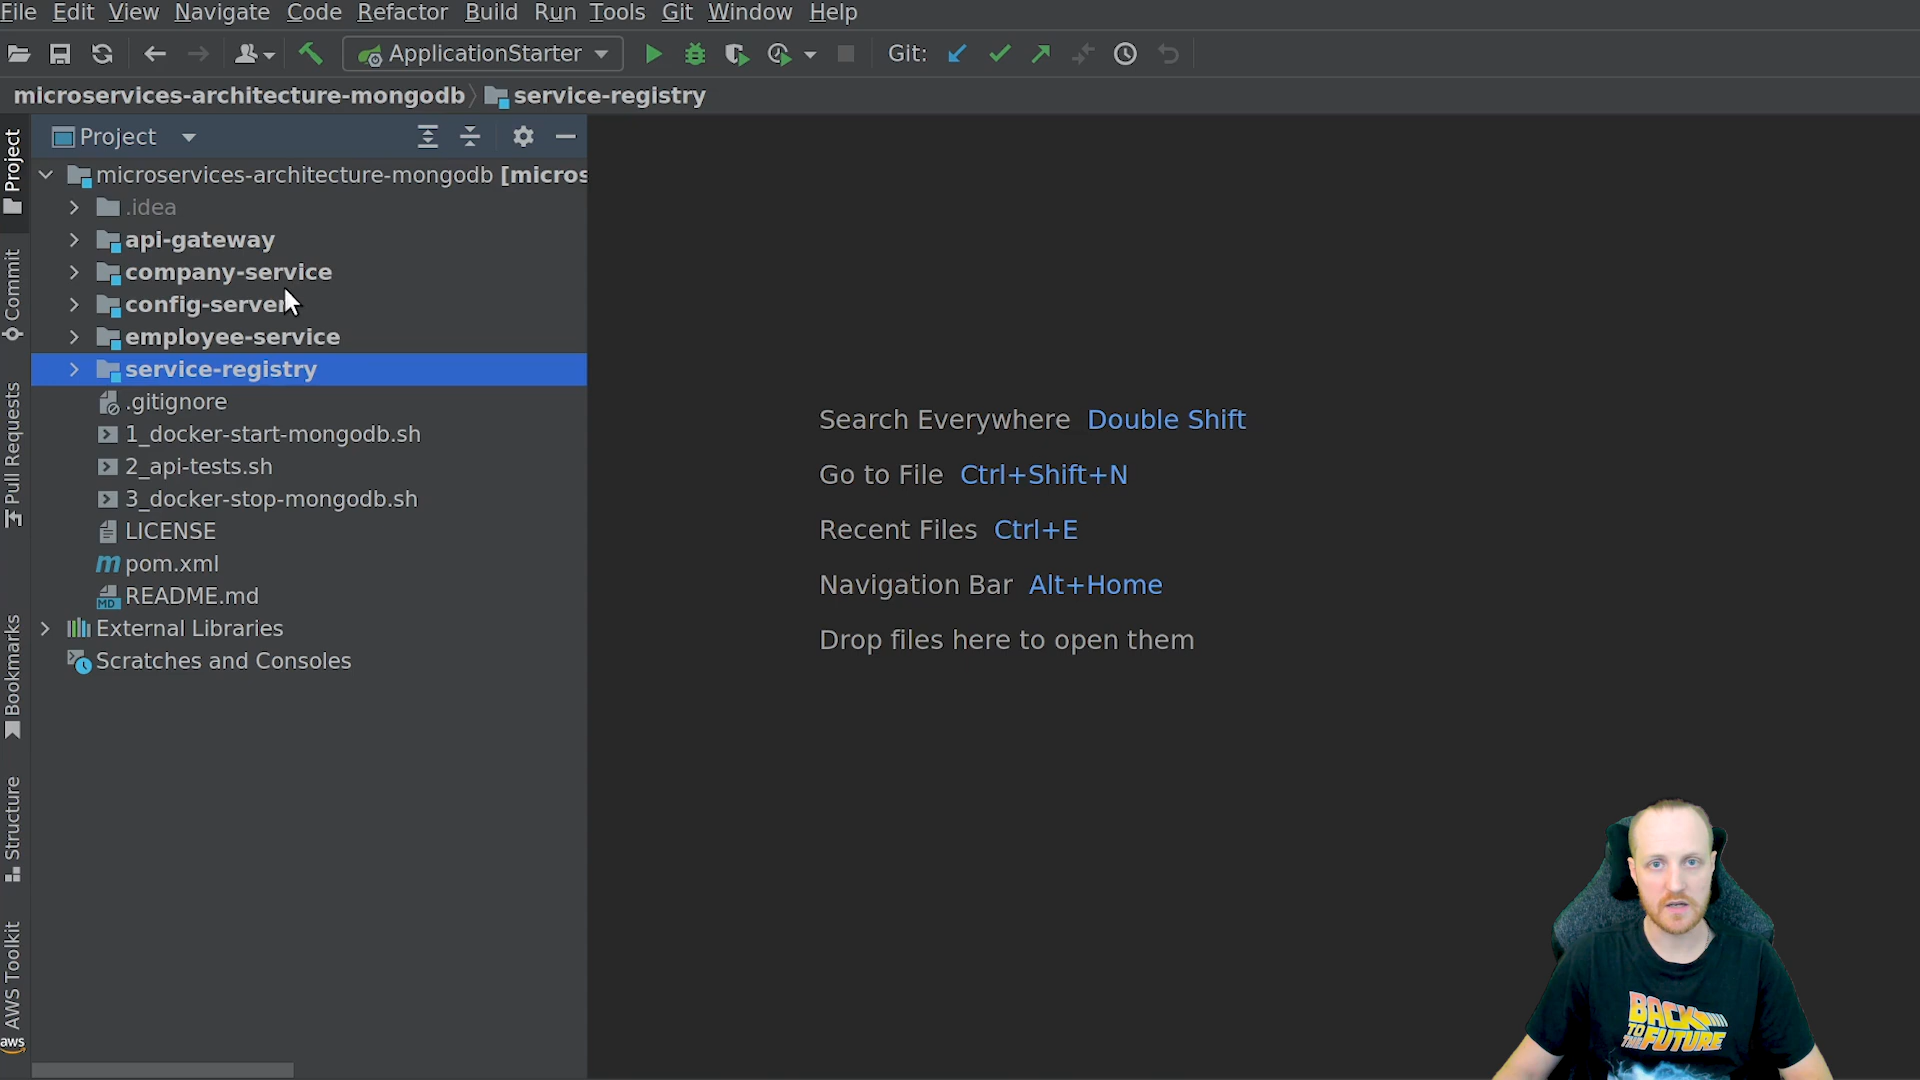 File Edit View Navigate Code Refactor Build Run Tools Git Window Help
ApplicationStarter Git:
microservices-architecture-mongodb service-registry
Project
microservices-architecture-mongodb [micros
.idea
api-gateway
company-service
config-server
employee-service
service-registry
.gitignore
1_docker-start-mongodb.sh
2_api-tests.sh
3_docker-stop-mongodb.sh
LICENSE
pom.xml
README.md
External Libraries
Scratches and Consoles
Project
Commit
Pull Requests
Bookmarks
Structure
AWS Toolkit
aws
Search Everywhere Double Shift
Go to File Ctrl+Shift+N
Recent Files Ctrl+E
Navigation Bar Alt+Home
Drop files here to open them
BACK
TO THE FUTURE